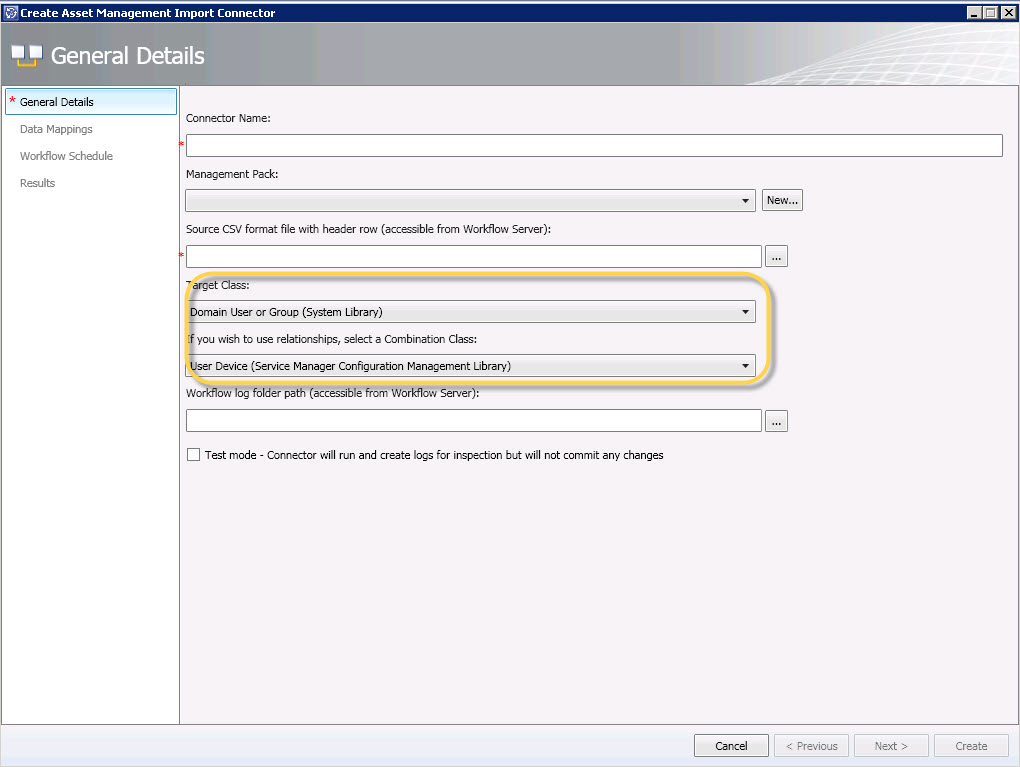 Create Asset Management Import Connector
General Details
* General Details
Data Mappings
Workflow Schedule
Results
Connector Name:
*
Management Pack:
New...
Source CSV format file with header row (accessible from Workflow Server):
*
...
Target Class:
Domain User or Group (System Library)
If you wish to use relationships, select a Combination Class:
User Device (Service Manager Configuration Management Library)
Workflow log folder path (accessible from Workflow Server):
...
Test mode - Connector will run and create logs for inspection but will not commit any changes
Cancel
< Previous
Next >
Create